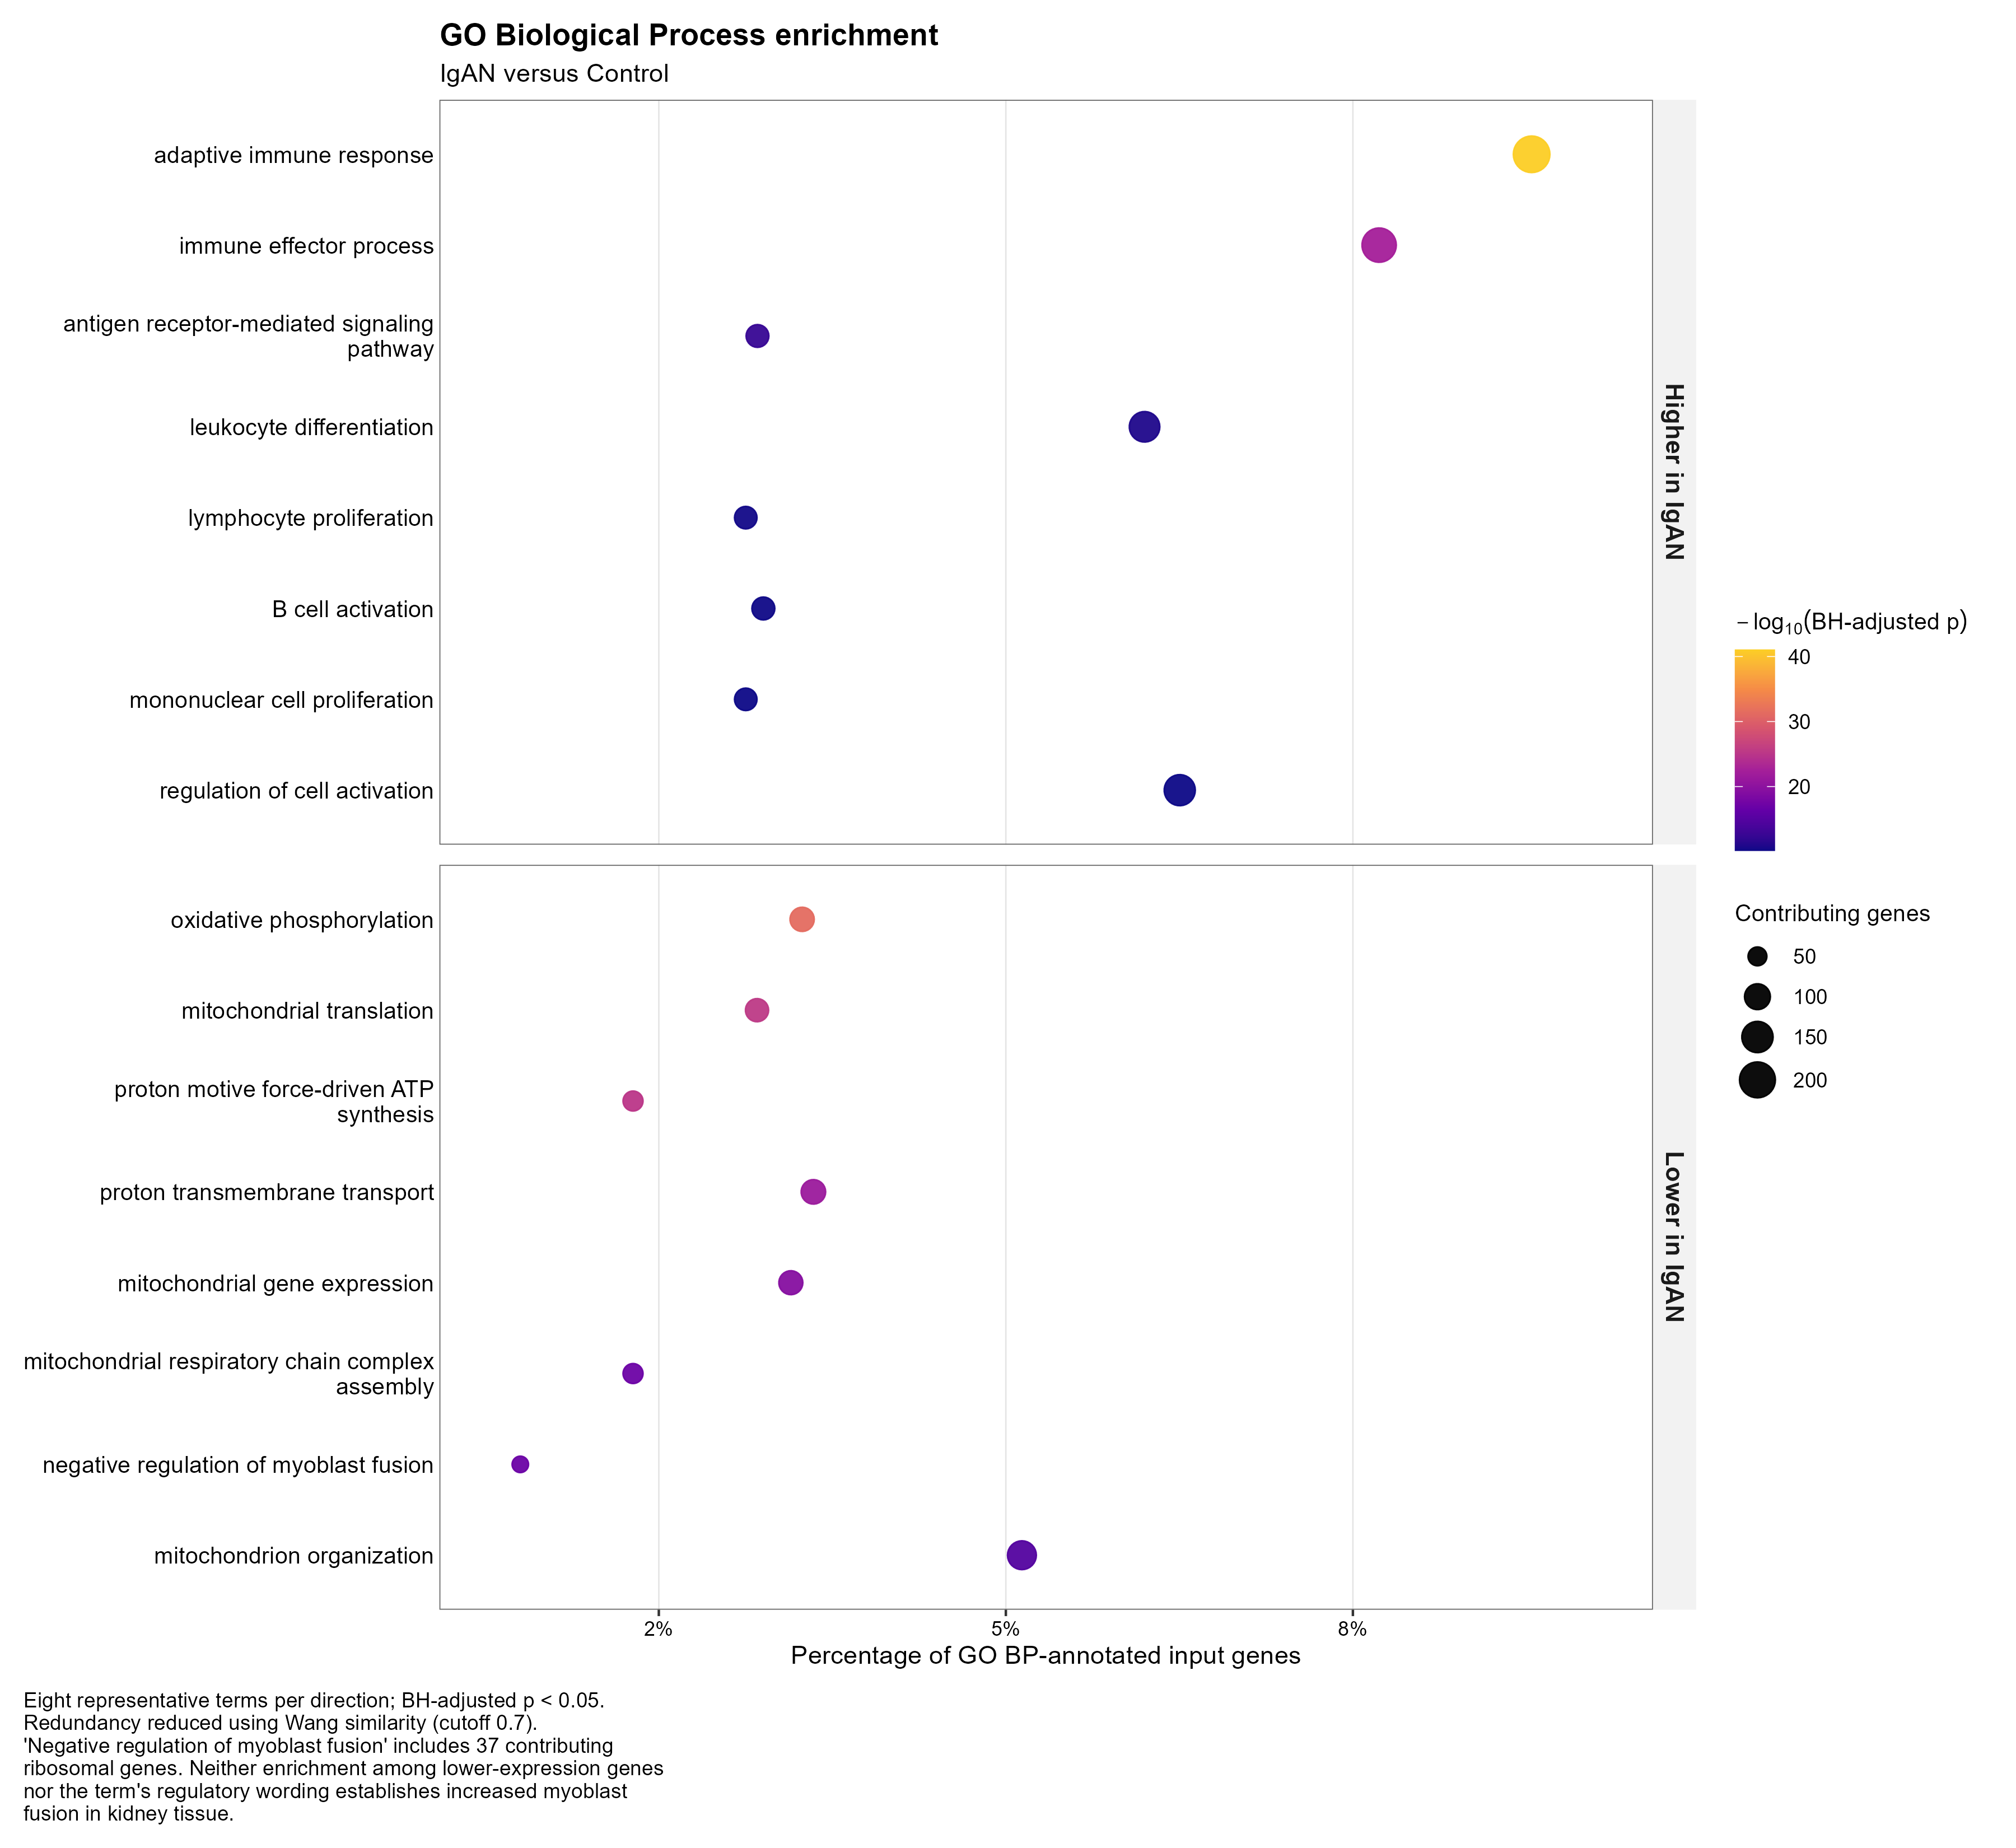 GO Biological Process enrichment
IgAN versus Control
adaptive immune response
immune effector process
antigen receptor-mediated signaling
pathway
leukocyte differentiation
lymphocyte proliferation
B cell activation
mononuclear cell proliferation
regulation of cell activation
Higher in IgAN
oxidative phosphorylation
mitochondrial translation
proton motive force-driven ATP
synthesis
proton transmembrane transport
mitochondrial gene expression
mitochondrial respiratory chain complex
assembly
negative regulation of myoblast fusion
mitochondrion organization
Lower in IgAN
2% 5% 8%
Percentage of GO BP-annotated input genes
− log₁₀(BH-adjusted p)
40
30
20
Contributing genes
50
100
150
200
Eight representative terms per direction; BH-adjusted p < 0.05.
Redundancy reduced using Wang similarity (cutoff 0.7).
'Negative regulation of myoblast fusion' includes 37 contributing
ribosomal genes. Neither enrichment among lower-expression genes
nor the term's regulatory wording establishes increased myoblast
fusion in kidney tissue.